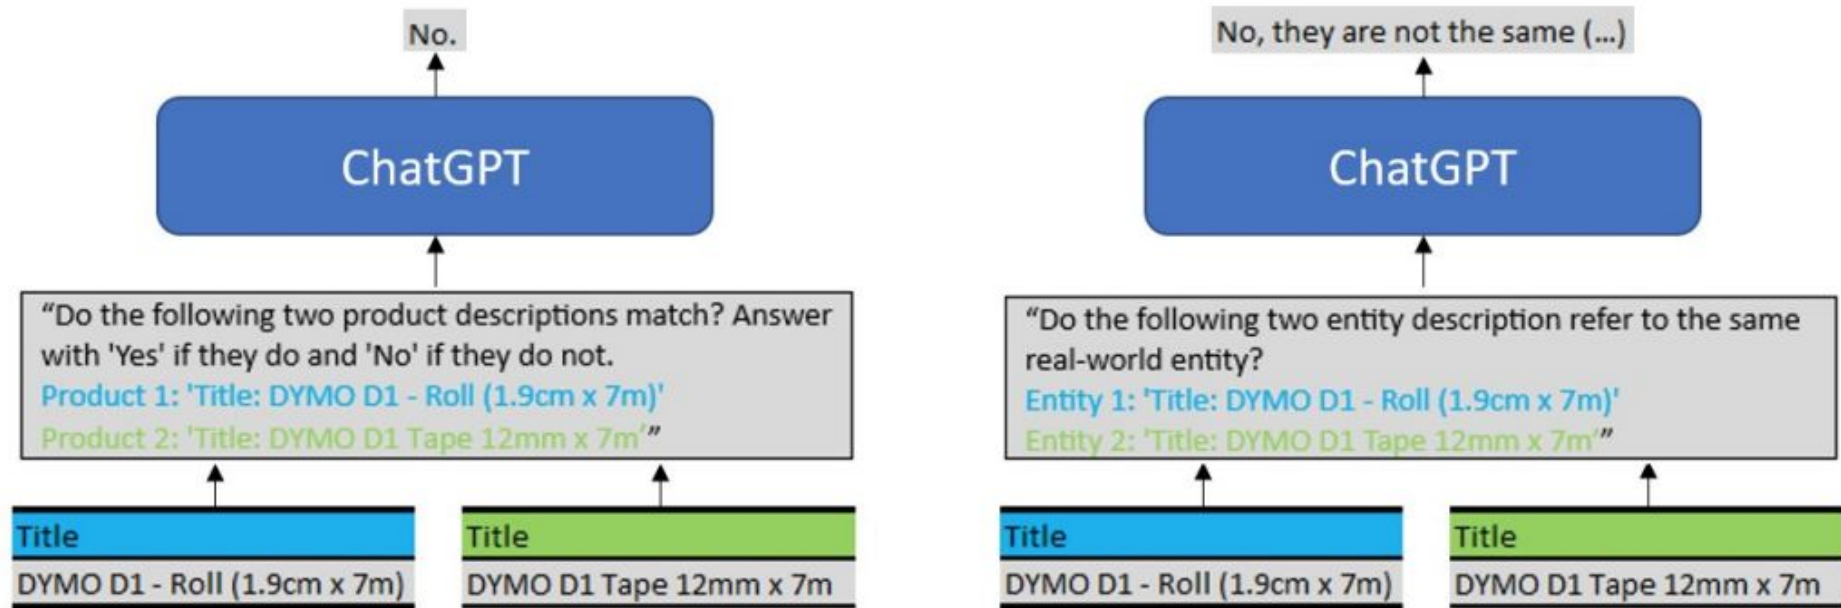 No.
ChatGPT
“Do the following two product descriptions match? Answer
with 'Yes' if they do and 'No' if they do not.
Product 1: 'Title: DYMO D1 - Roll (1.9cm x 7m)'
Product 2: 'Title: DYMO D1 Tape 12mm x 7m'”
Title
DYMO D1 - Roll (1.9cm x 7m)
Title
DYMO D1 Tape 12mm x 7m
No, they are not the same (...)
ChatGPT
“Do the following two entity description refer to the same
real-world entity?
Entity 1: 'Title: DYMO D1 - Roll (1.9cm x 7m)'
Entity 2: 'Title: DYMO D1 Tape 12mm x 7m'”
Title
DYMO D1 - Roll (1.9cm x 7m)
Title
DYMO D1 Tape 12mm x 7m